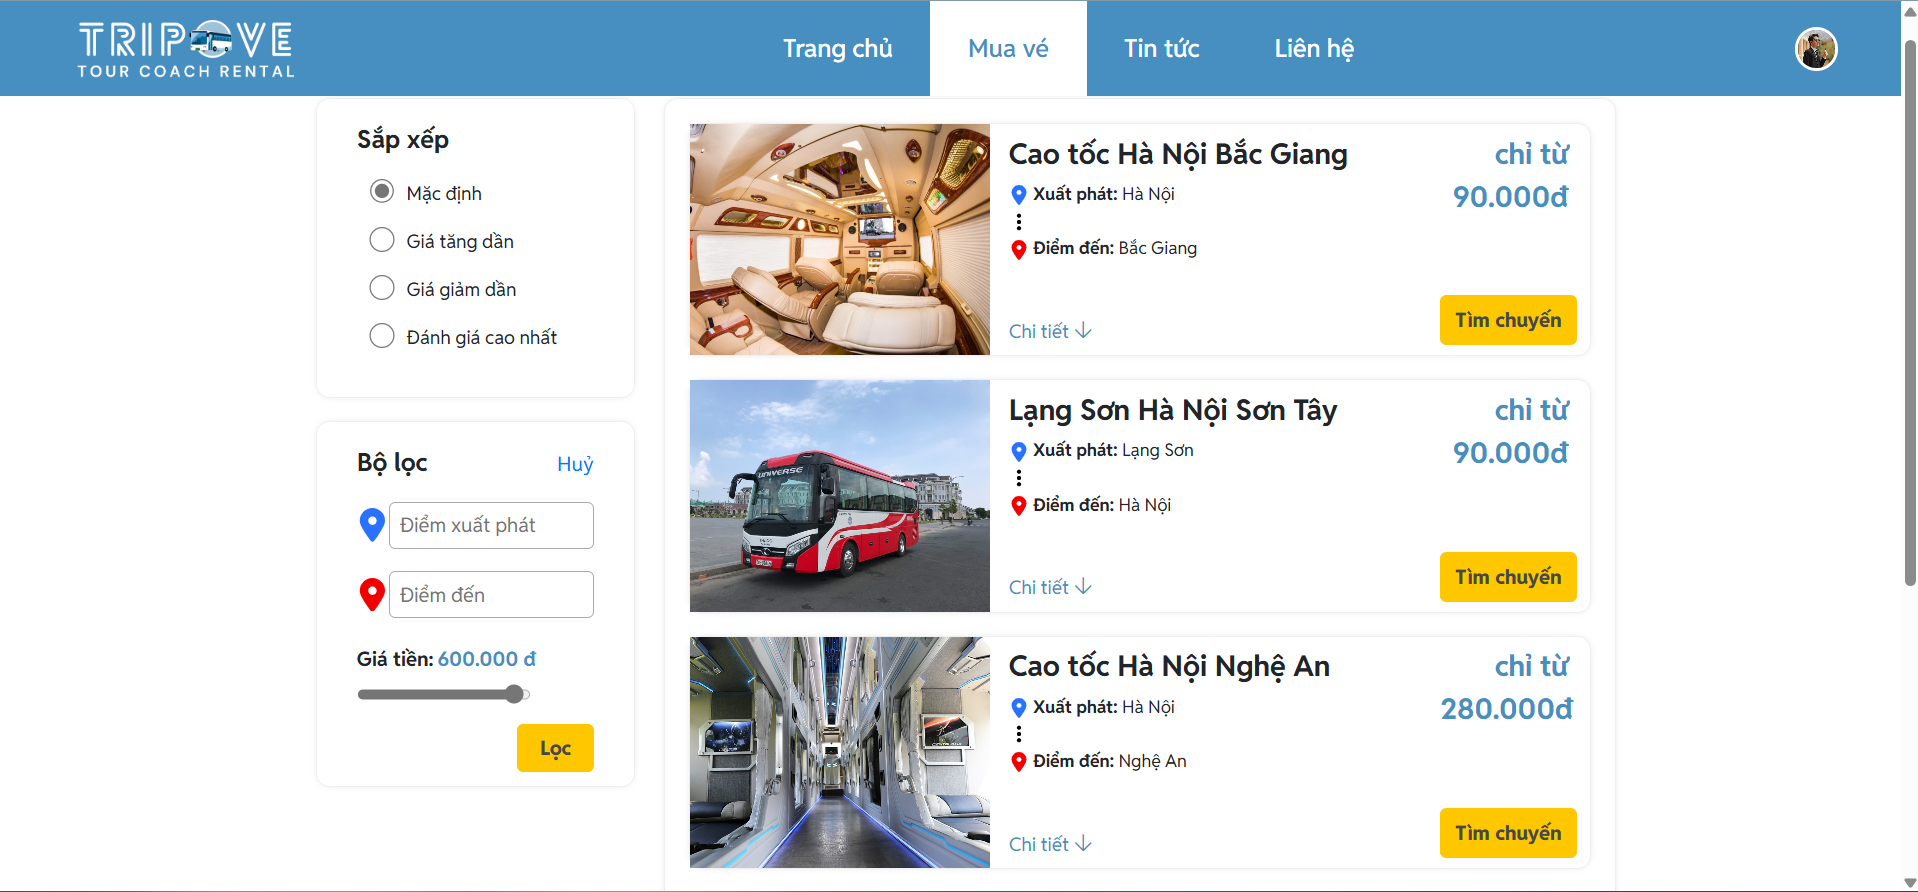 TRIPOVE
TOUR COACH RENTAL
Trang chủ
Mua vé
Tin tức
Liên hệ
Sắp xếp
Mặc định
Giá tăng dần
Giá giảm dần
Đánh giá cao nhất
Bộ lọc
Huỷ
Điểm xuất phát
Điểm đến
Giá tiền: 600.000 đ
Lọc
Cao tốc Hà Nội Bắc Giang
Xuất phát: Hà Nội
Điểm đến: Bắc Giang
Chi tiết ↓
chỉ từ
90.000đ
Tìm chuyến
UNIVERSE
Lạng Sơn Hà Nội Sơn Tây
Xuất phát: Lạng Sơn
Điểm đến: Hà Nội
Chi tiết ↓
chỉ từ
90.000đ
Tìm chuyến
Cao tốc Hà Nội Nghệ An
Xuất phát: Hà Nội
Điểm đến: Nghệ An
Chi tiết ↓
chỉ từ
280.000đ
Tìm chuyến